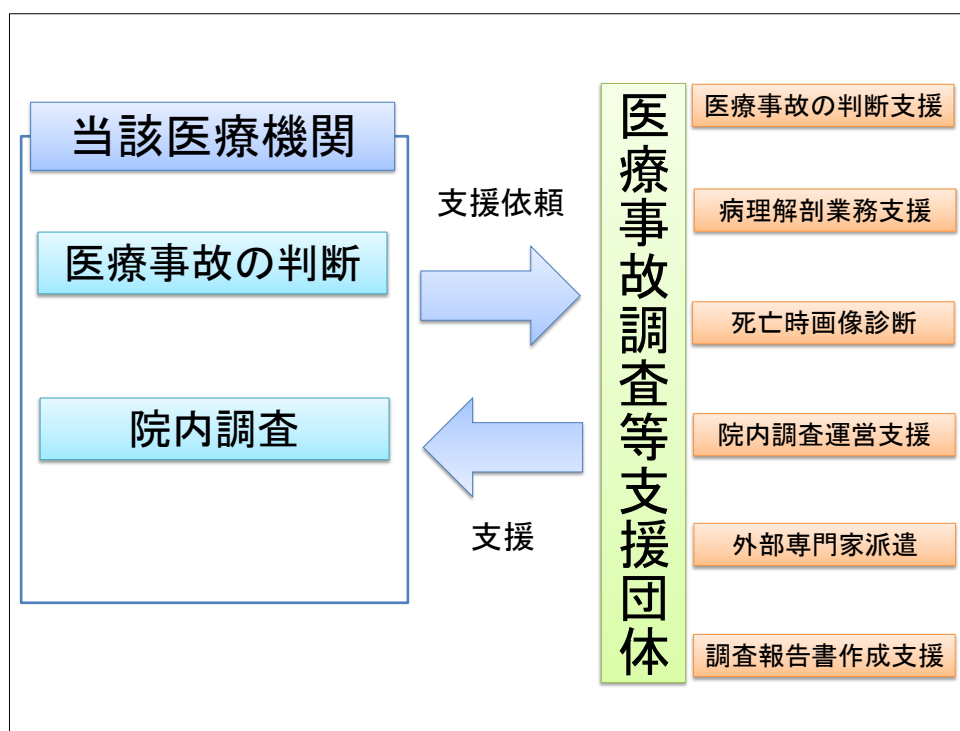 当該医療機関
医療事故の判断
院内調査
支援依頼
支援
医療事故調査等支援団体
医療事故の判断支援
病理解剖業務支援
死亡時画像診断
院内調査運営支援
外部専門家派遣
調査報告書作成支援